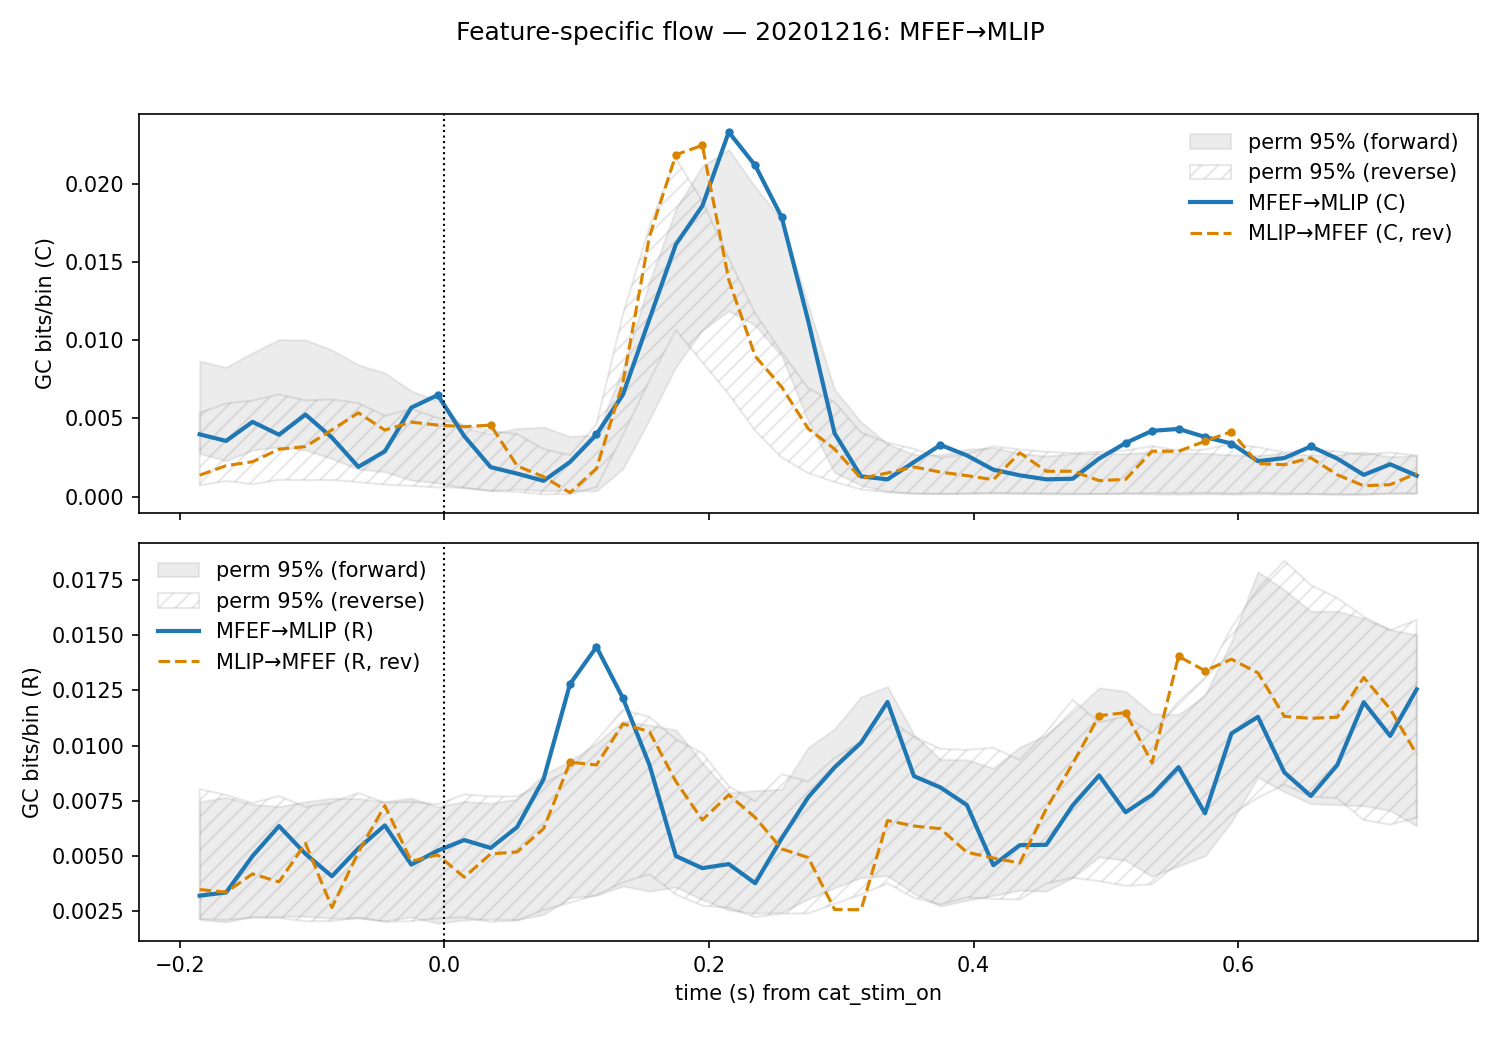 Feature-specific flow — 20201216: MFEF→MLIP
GC bits/bin (C)
0.020
0.015
0.010
0.005
0.000
perm 95% (forward)
perm 95% (reverse)
MFEF→MLIP (C)
MLIP→MFEF (C, rev)
GC bits/bin (R)
0.0175
0.0150
0.0125
0.0100
0.0075
0.0050
0.0025
perm 95% (forward)
perm 95% (reverse)
MFEF→MLIP (R)
MLIP→MFEF (R, rev)
−0.2 0.0 0.2 0.4 0.6
time (s) from cat_stim_on